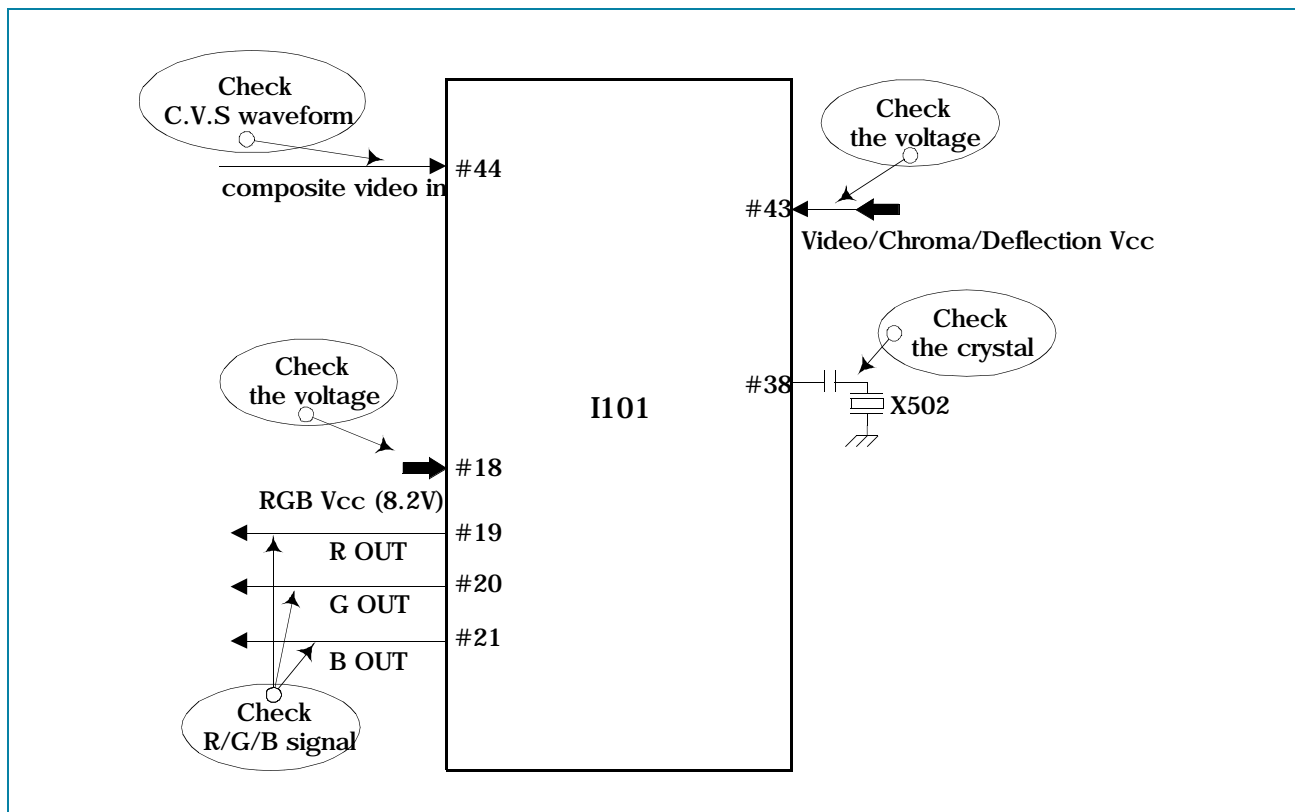 Check
C.V.S waveform
#44
composite video in
Check
the voltage
#43
Video/Chroma/Deflection Vcc
Check
the crystal
#38
X502
I101
Check
the voltage
#18
RGB Vcc (8.2V)
#19
R OUT
#20
G OUT
#21
B OUT
Check
R/G/B signal